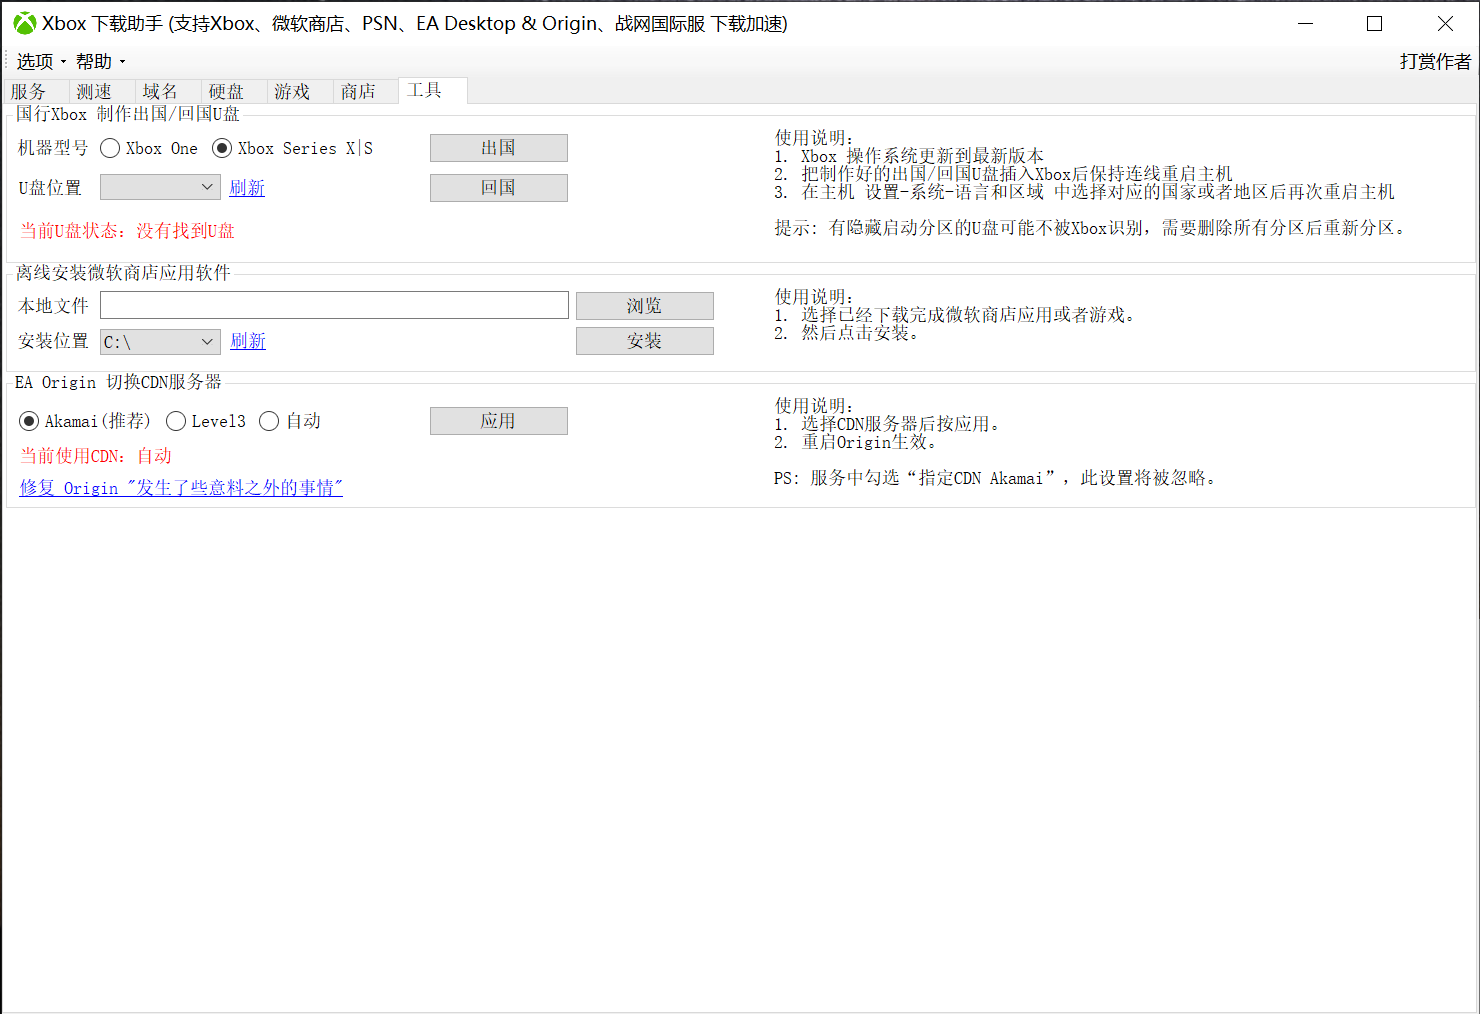 Xbox 下载助手 (支持Xbox、微软商店、PSN、EA Desktop & Origin、战网国际服 下载加速)
选项 帮助 打赏作者
服务 测速 域名 硬盘 游戏 商店 工具
国行Xbox 制作出国/回国U盘
机器型号 Xbox One Xbox Series X|S 出国
U盘位置 刷新 回国
当前U盘状态: 没有找到U盘
使用说明:
1. Xbox 操作系统更新到最新版本
2. 把制作好的出国/回国U盘插入Xbox后保持连线重启主机
3. 在主机 设置-系统-语言和区域 中选择对应的国家或者地区后再次重启主机
提示: 有隐藏启动分区的U盘可能不被Xbox识别，需要删除所有分区后重新分区。
离线安装微软商店应用软件
本地文件 浏览
安装位置 C:\ 刷新 安装
使用说明:
1. 选择已经下载完成微软商店应用或者游戏。
2. 然后点击安装。
EA Origin 切换CDN服务器
Akamai(推荐) Level3 自动 应用
当前使用CDN: 自动
修复 Origin "发生了些意料之外的事情"
使用说明:
1. 选择CDN服务器后按应用。
2. 重启Origin生效。
PS: 服务中勾选“指定CDN Akamai”，此设置将被忽略。